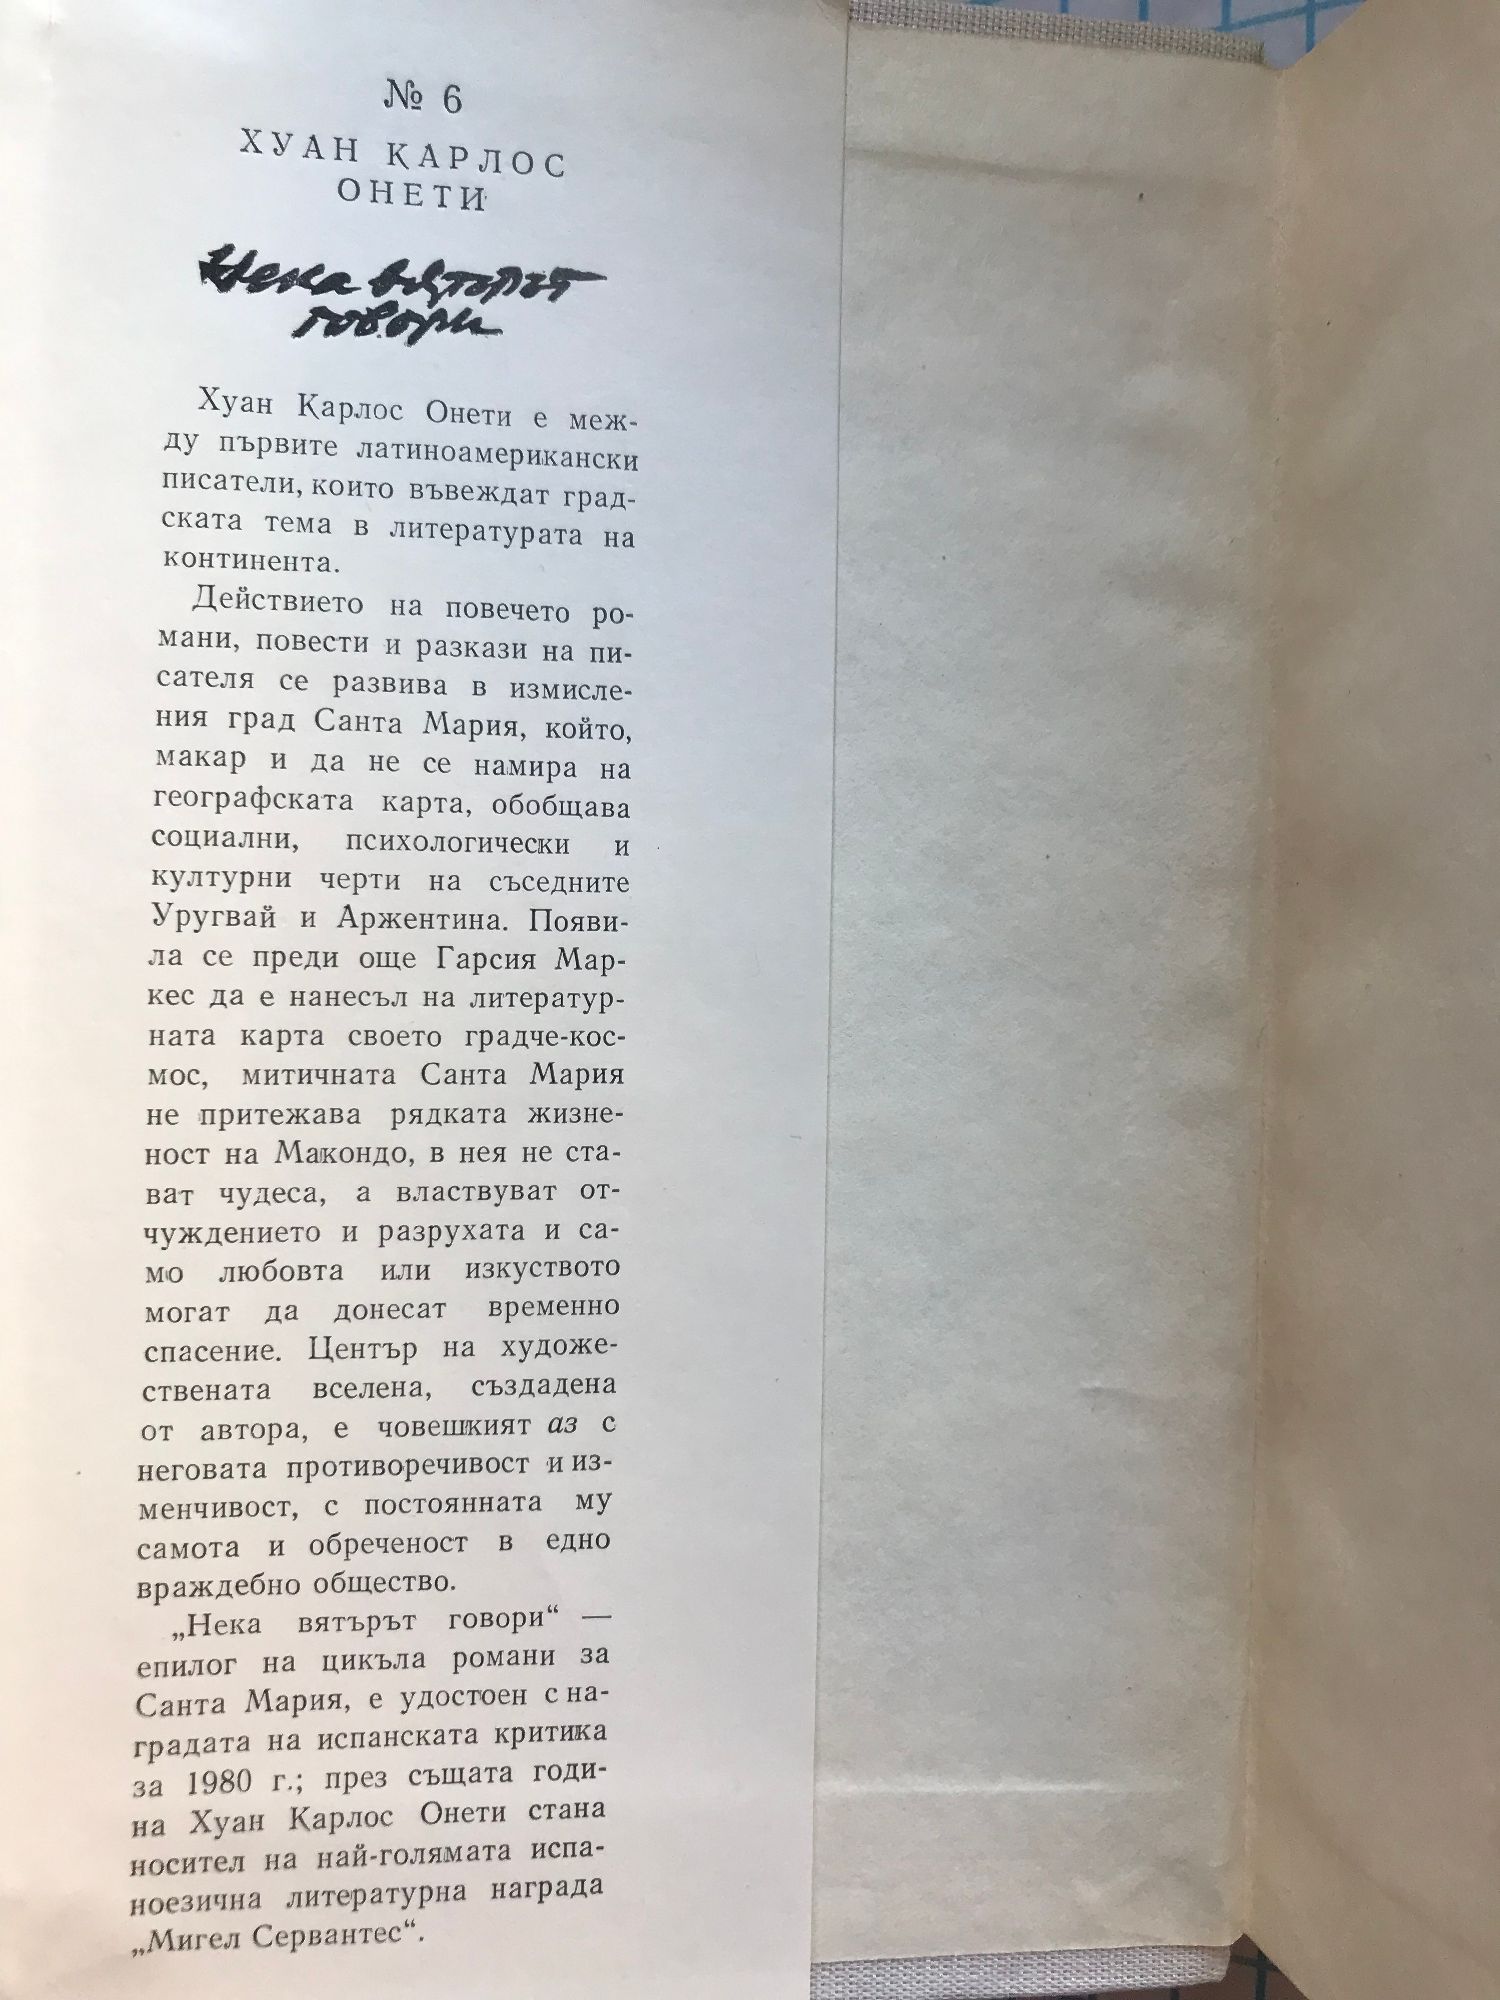 № 6
ХУАН КАРЛОС
ОНЕТИ
Нека вятърът
говори
Хуан Карлос Онети е меж-
ду първите латиноамерикански
писатели, които въвеждат град-
ската тема в литературата на
континента.
Действието на повечето ро-
мани, повести и разкази на пи-
сателя се развива в измисле-
ния град Санта Мария, който,
макар и да не се намира на
географската карта, обобщава
социални, психологически и
културни черти на съседните
Уругвай и Аржентина. Появи-
ла се преди още Гарсия Мар-
кес да е нанесъл на литератур-
ната карта своето градче-кос-
мос, митичната Санта Мария
не притежава рядката жизне-
ност на Макондо, в нея не ста-
ват чудеса, а властвуват от-
чуждението и разрухата и са-
мо любовта или изкуството
могат да донесат временно
спасение. Център на художе-
ствената вселена, създадена
от автора, е човешкият аз с
неговата противоречивост и из-
менчивост, с постоянната му
самота и обреченост в едно
враждебно общество.
„Нека вятърът говори“ —
епилог на цикъла романи за
Санта Мария, е удостоен с на-
градата на испанската критика
за 1980 г.; през същата годи-
на Хуан Карлос Онети стана
носител на най-голямата испа-
ноезична литературна награда
„Мигел Сервантес“.